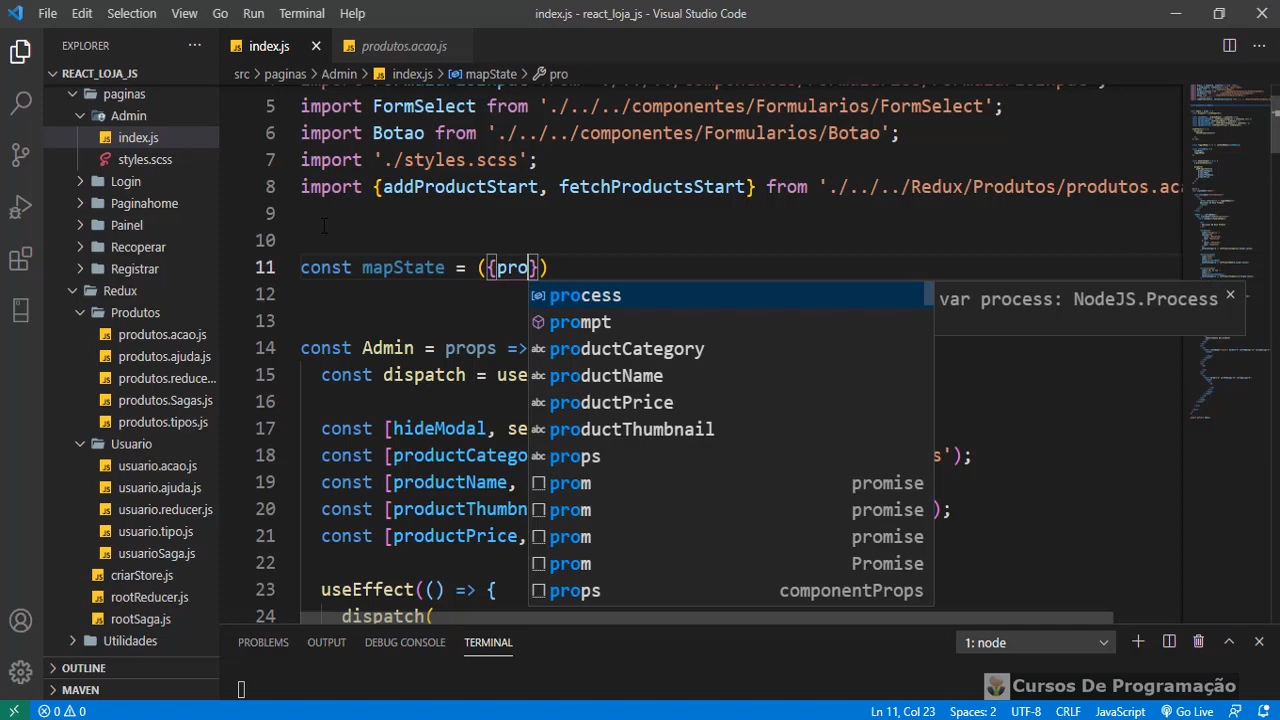 File Edit Selection View Go Run Terminal Help index.js - react_loja_js - Visual Studio Code
EXPLORER
index.js
produtos.acao.js
src > paginas > Admin > index.js > mapState > pro
REACT_LOJA_JS
paginas
Admin
index.js
styles.scss
Login
Paginahome
Painel
Recoperar
Registrar
Redux
Produtos
produtos.acao.js
produtos.ajuda.js
produtos.reduce...
produtos.Sagas.js
produtos.tipos.js
Usuario
usuario.acao.js
usuario.ajuda.js
usuario.reducer.js
usuario.tipo.js
usuarioSaga.js
criarStore.js
rootReducer.js
rootSaga.js
Utilidades
OUTLINE
MAVEN
5 import FormSelect from './../../componentes/Formularios/FormSelect';
6 import Botao from './../../componentes/Formularios/Botao';
7 import './styles.scss';
8 import {addProductStart, fetchProductsStart} from './../../Redux/Produtos/produtos.aca
9
10
11 const mapState = ({pro})
12
13
14 const Admin = props =>
15 const dispatch = use
16
17 const [hideModal, se
18 const [productCatego s');
19 const [productName,
20 const [productThumbn );
21 const [productPrice,
22
23 useEffect(() => {
24 dispatch(
process
prompt
productCategory
productName
productPrice
productThumbnail
props
prom promise
prom promise
prom promise
prom Promise
props componentProps
var process: NodeJS.Process
PROBLEMS OUTPUT DEBUG CONSOLE TERMINAL 1: node
Cursos De Programação
0 0 Ln 11, Col 23 Spaces: 2 UTF-8 CRLF JavaScript Go Live